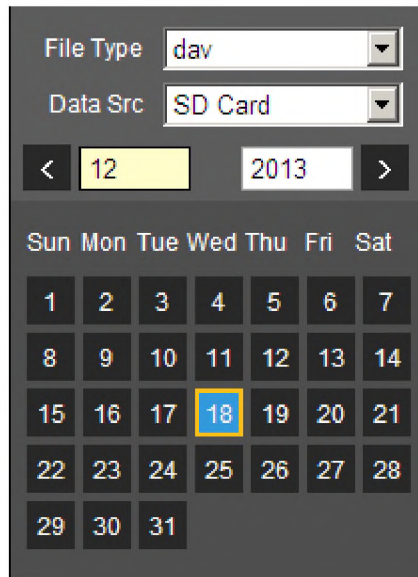 File Type dav
Data Src SD Card
< 12 2013 >
Sun Mon Tue Wed Thu Fri Sat
1 2 3 4 5 6 7
8 9 10 11 12 13 14
15 16 17 18 19 20 21
22 23 24 25 26 27 28
29 30 31